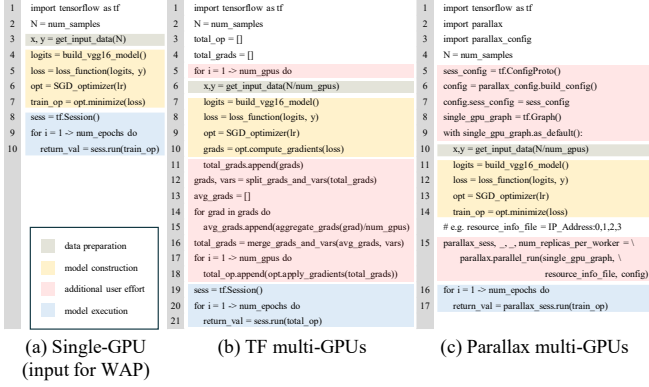 1 import tensorflow as tf
2 N = num_samples
3 x, y = get_input_data(N)
4 logits = build_vgg16_model()
5 loss = loss_function(logits, y)
6 opt = SGD_optimizer(lr)
7 train_op = opt.minimize(loss)
8 sess = tf.Session()
9 for i = 1 -> num_epochs do
10 return_val = sess.run(train_op)
data preparation
model construction
additional user effort
model execution
(a) Single-GPU
(input for WAP)
1 import tensorflow as tf
2 N = num_samples
3 total_op = []
4 total_grads = []
5 for i = 1 -> num_gpus do
6 x,y = get_input_data(N/num_gpus)
7 logits = build_vgg16_model()
8 loss = loss_function(logits, y)
9 opt = SGD_optimizer(lr)
10 grads = opt.compute_gradients(loss)
11 total_grads.append(grads)
12 grads, vars = split_grads_and_vars(total_grads)
13 avg_grads = []
14 for grad in grads do
15 avg_grads.append(aggregate_grads(grad)/num_gpus)
16 total_grads = merge_grads_and_vars(avg_grads, vars)
17 for i = 1 -> num_gpus do
18 total_op.append(opt.apply_gradients(total_grads))
19 sess = tf.Session()
20 for i = 1 -> num_epochs do
21 return_val = sess.run(total_op)
(b) TF multi-GPUs
1 import tensorflow as tf
2 import parallax
3 import parallax_config
4 N = num_samples
5 sess_config = tf.ConfigProto()
6 config = parallax_config.build_config()
7 config.sess_config = sess_config
8 single_gpu_graph = tf.Graph()
9 with single_gpu_graph.as_default():
10 x,y = get_input_data(N/num_gpus)
11 logits = build_vgg16_model()
12 loss = loss_function(logits, y)
13 opt = SGD_optimizer(lr)
14 train_op = opt.minimize(loss)
# e.g. resource_info_file = IP_Address:0,1,2,3
15 parallax_sess, _, _, num_replicas_per_worker = \
parallax.parallel_run(single_gpu_graph, \
resource_info_file, config)
16 for i = 1 -> num_epochs do
17 return_val = parallax_sess.run(train_op)
(c) Parallax multi-GPUs